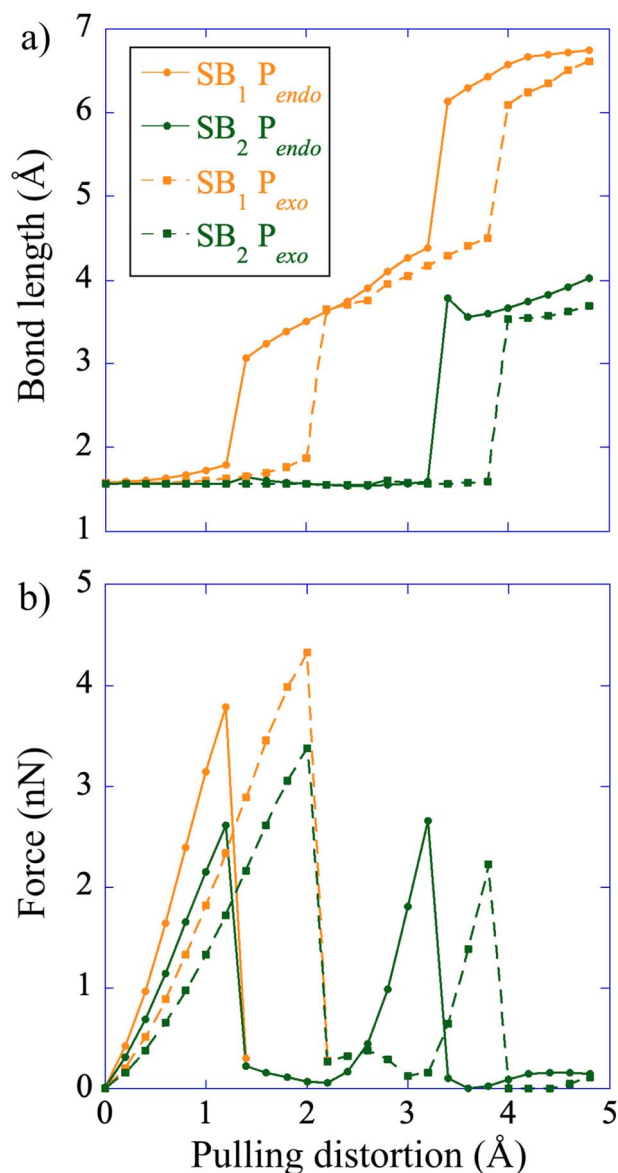 a)
7
6
5
4
3
2
1
Bond length (Å)
SB1 Pendo
SB2 Pendo
SB1 Pexo
SB2 Pexo
b)
5
4
3
2
1
0
Force (nN)
0 1 2 3 4 5
Pulling distortion (Å)